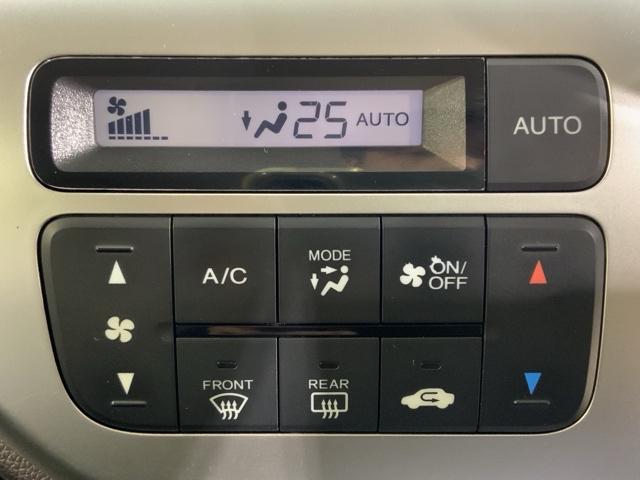 25 AUTO
AUTO
A/C
MODE
ON/
OFF
FRONT
REAR